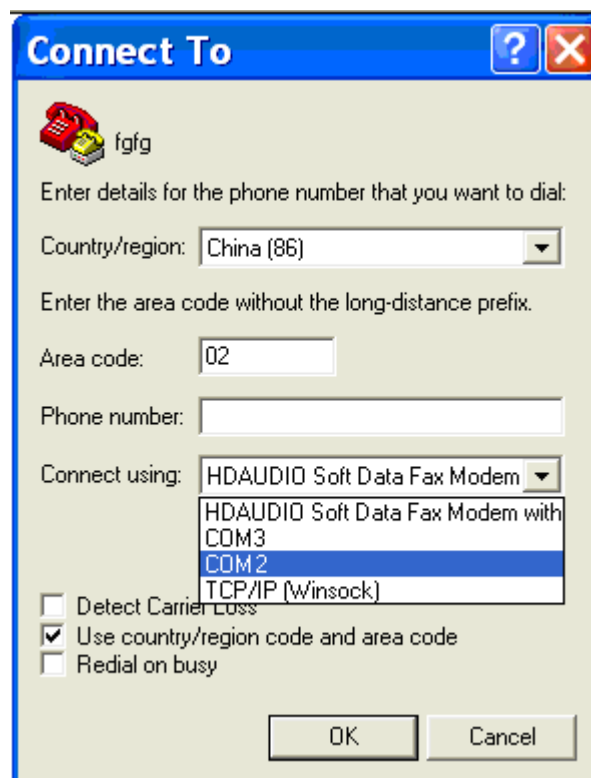 Connect To
fgfg
Enter details for the phone number that you want to dial:
Country/region: China (86)
Enter the area code without the long-distance prefix.
Area code: 02
Phone number:
Connect using: HDAUDIO Soft Data Fax Modem
HDAUDIO Soft Data Fax Modem with
COM3
COM2
TCP/IP (Winsock)
Detect Carrier Loss
Use country/region code and area code
Redial on busy
OK Cancel